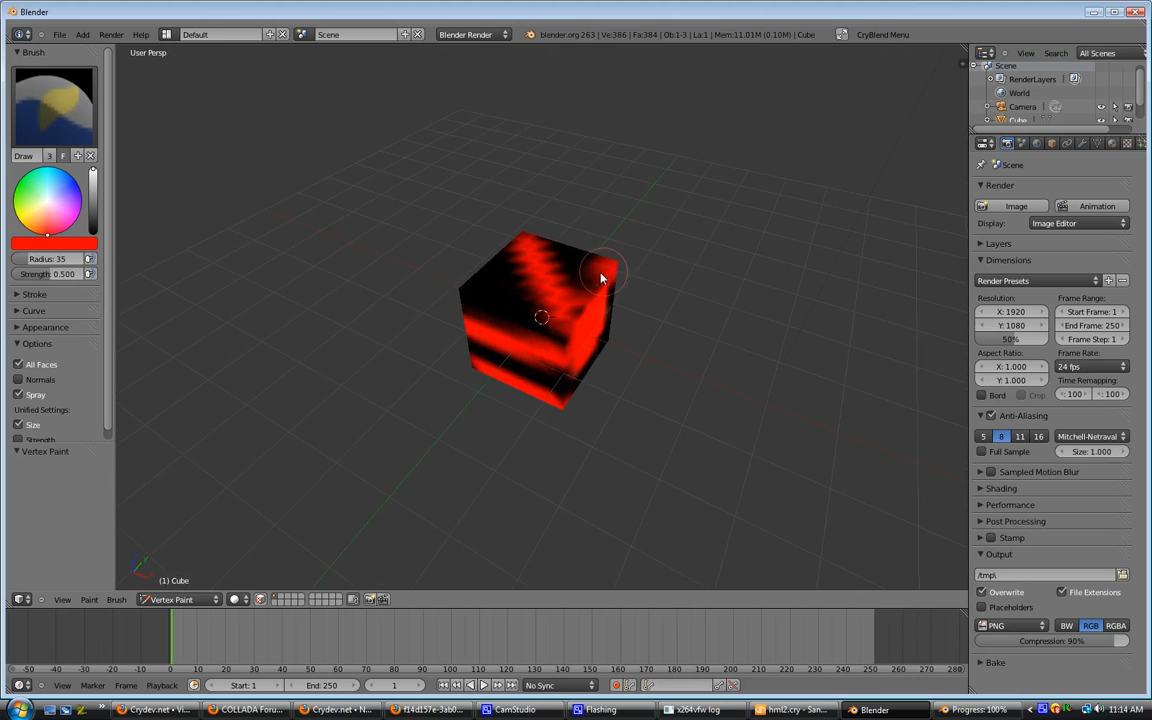 Blender
File Add Render Help Default Scene Blender Render blender.org 263 | Ve:386 | Fa:384 | Ob:1-3 | La:1 | Mem:11.01M (0.10M) | Cube CryBlend Menu
Brush
User Persp
View Search All Scenes
Scene
RenderLayers
World
Camera
Cube
Draw 3 F
Scene
Render
Image Animation
Display: Image Editor
Layers
Radius: 35
Dimensions
Strength: 0.500
Render Presets
Stroke
Resolution: Frame Range:
Curve
X: 1920 Start Frame: 1
Appearance
Y: 1080 End Frame: 250
Options
50% Frame Step: 1
Aspect Ratio: Frame Rate:
All Faces
X: 1.000 24 fps
Normals
Y: 1.000 Time Remapping:
Spray
Bord Crop : 100 : 100
Unified Settings:
Anti-Aliasing
Size
5 8 11 16 Mitchell-Netraval
Strength
Full Sample Size: 1.000
Vertex Paint
Sampled Motion Blur
Shading
Performance
Post Processing
Stamp
Output
/tmp\
(1) Cube
Overwrite File Extensions
View Paint Brush Vertex Paint
Placeholders
PNG BW RGB RGBA
Compression: 90%
Bake
-50 -40 -30 -20 -10 0 10 20 30 40 50 60 70 80 90 100 110 120 130 140 150 160 170 180 190 200 210 220 230 240 250 260 270 280
View Marker Frame Playback Start: 1 End: 250 1 No Sync
Crydev.net • Vi... COLLADA Foru... Crydev.net • N... f14d157e-3ab0... CamStudio Flashing x264vfw log hml2.cry - San... Blender Progress: 100% 11:14 AM